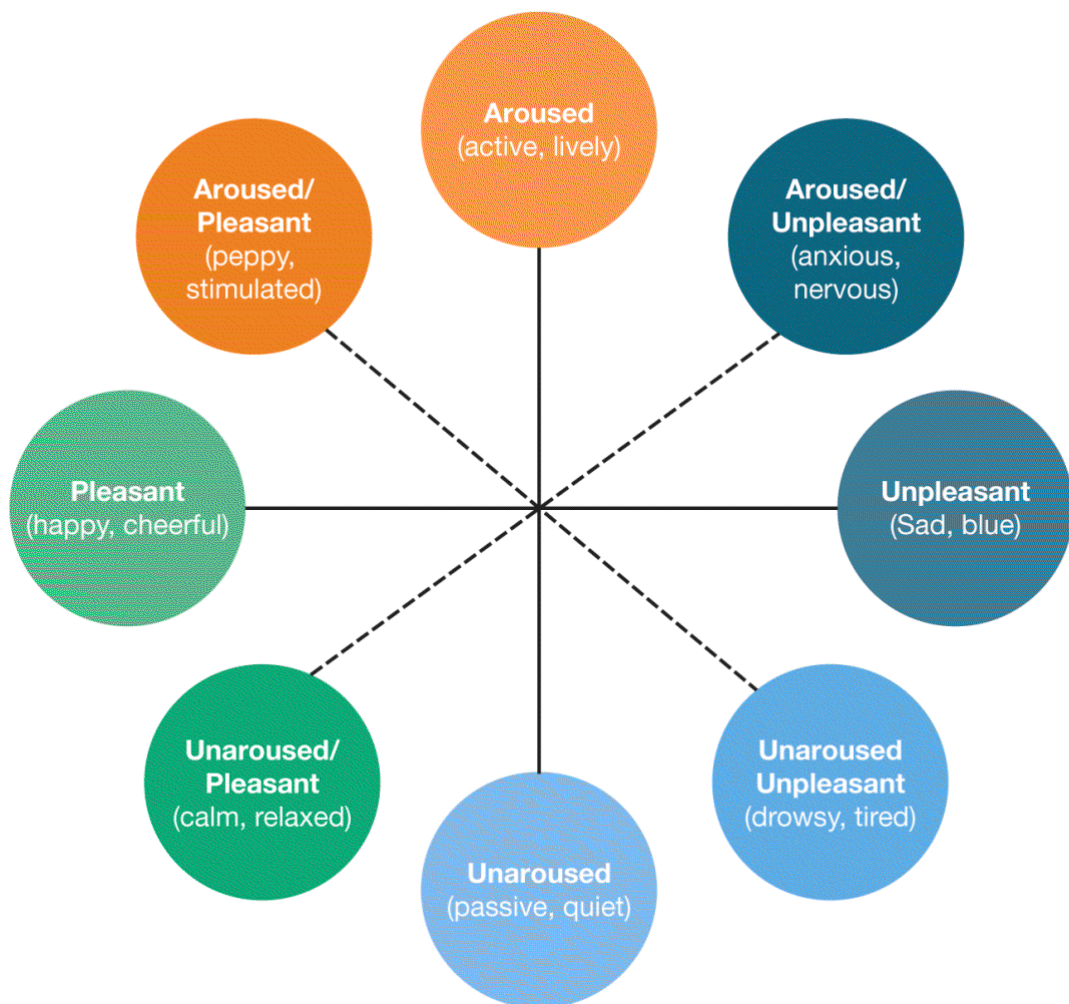 Aroused
(active, lively)
Aroused/
Pleasant
(peppy,
stimulated)
Aroused/
Unpleasant
(anxious,
nervous)
Pleasant
(happy, cheerful)
Unpleasant
(Sad, blue)
Unaroused/
Pleasant
(calm, relaxed)
Unaroused
Unpleasant
(drowsy, tired)
Unaroused
(passive, quiet)